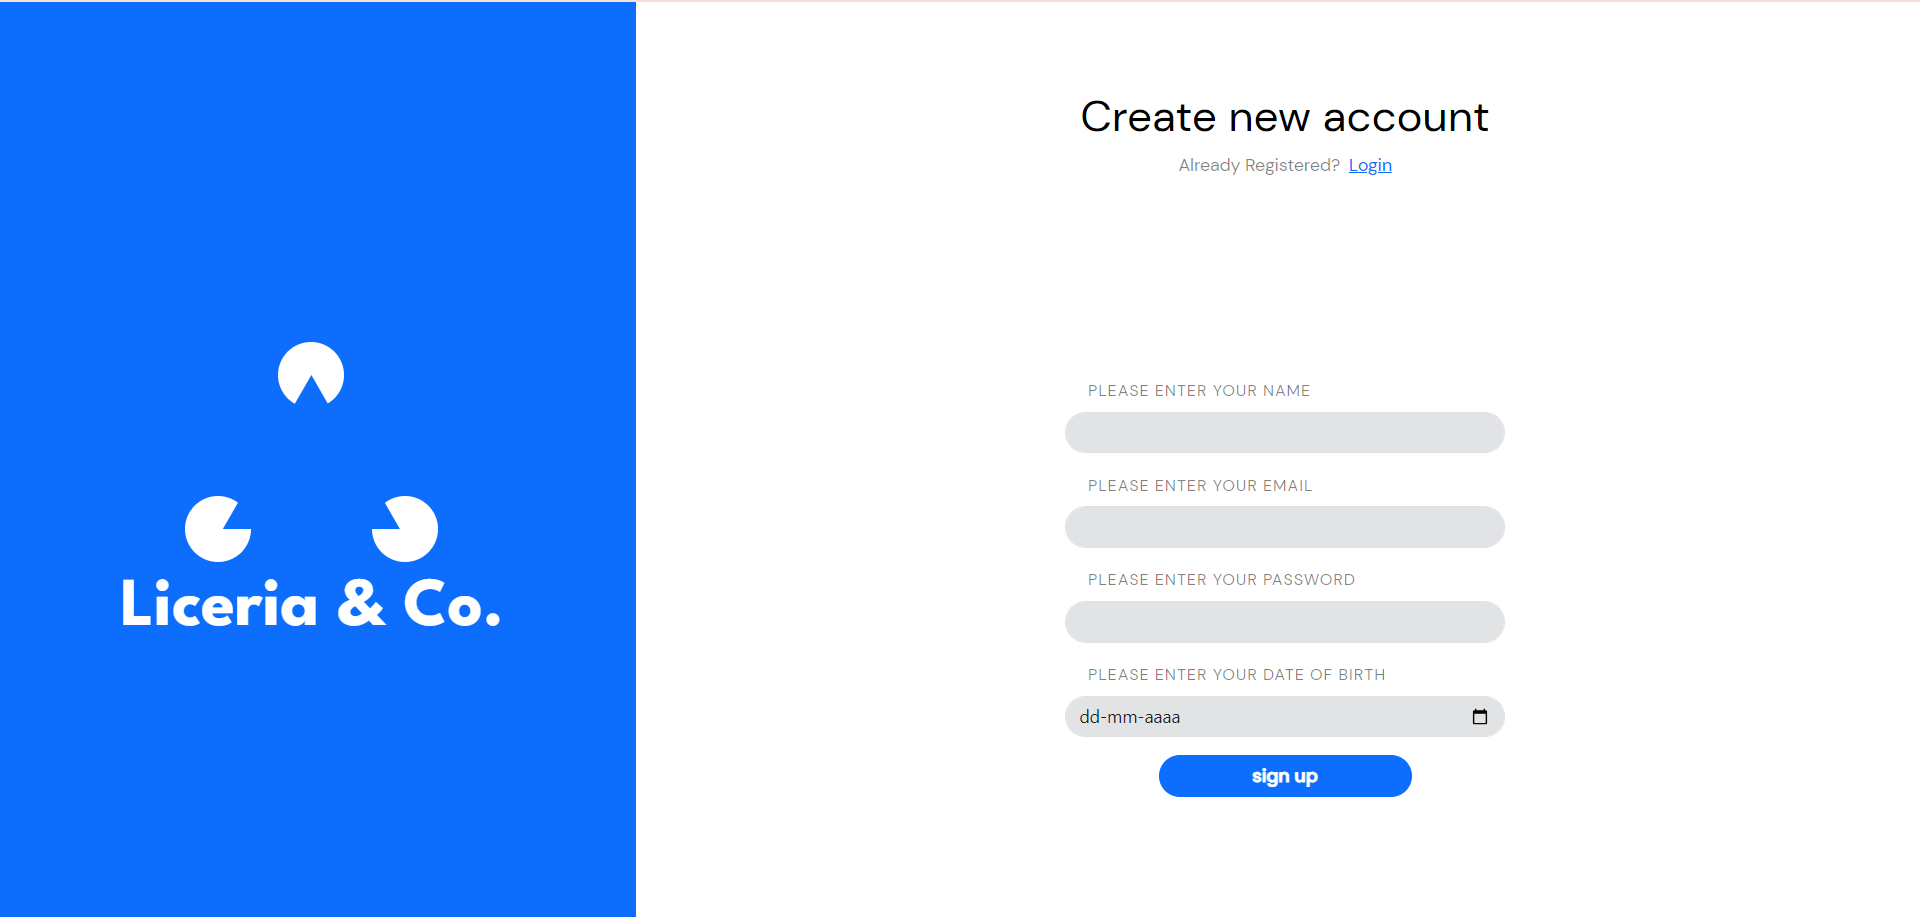 Liceria & Co.
Create new account
Already Registered? Login
PLEASE ENTER YOUR NAME
PLEASE ENTER YOUR EMAIL
PLEASE ENTER YOUR PASSWORD
PLEASE ENTER YOUR DATE OF BIRTH
dd-mm-aaaa
sign up